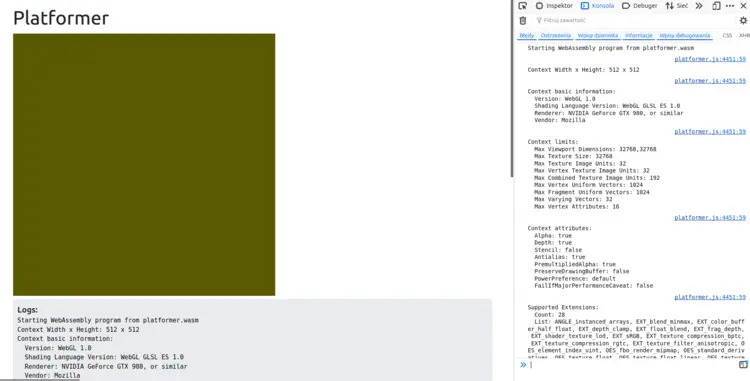 Platformer
Logs:
Starting WebAssembly program from platformer.wasm
Context Width x Height: 512 x 512
Context basic information:
Version: WebGL 1.0
Shading Language Version: WebGL GLSL ES 1.0
Renderer: NVIDIA GeForce GTX 980, or similar
Vendor: Mozilla
Inspektor
Konsola
Debuger
Sieć
Filtruj zawartość
Błędy
Ostrzeżenia
Wpisy dziennika
Informacje
Wpisy debugowania
CSS
XHR
Starting WebAssembly program from platformer.wasm
platformer.js:4451:59
Context Width x Height: 512 x 512
platformer.js:4451:59
Context basic information:
Version: WebGL 1.0
Shading Language Version: WebGL GLSL ES 1.0
Renderer: NVIDIA GeForce GTX 980, or similar
Vendor: Mozilla
platformer.js:4451:59
Context limits:
Max Viewport Dimensions: 32768,32768
Max Texture Size: 32768
Max Texture Image Units: 32
Max Vertex Texture Image Units: 32
Max Combined Texture Image Units: 192
Max Vertex Uniform Vectors: 1024
Max Fragment Uniform Vectors: 1024
Max Varying Vectors: 32
Max Vertex Attributes: 16
platformer.js:4451:59
Context attributes:
Alpha: true
Depth: true
Stencil: false
Antialias: true
PremultipliedAlpha: true
PreserveDrawingBuffer: false
PowerPreference: default
FailIfMajorPerformanceCaveat: false
platformer.js:4451:59
Supported Extensions:
Count: 28
List: ANGLE_instanced_arrays, EXT_blend_minmax, EXT_color_buff
er_half_float, EXT_depth_clamp, EXT_float_blend, EXT_frag_depth,
EXT_shader_texture_lod, EXT_sRGB, EXT_texture_compression_bptc,
EXT_texture_compression_rgtc, EXT_texture_filter_anisotropic, OE
S_element_index_uint, OES_fbo_render_mipmap, OES_standard_deriv
atives, OES_texture_float, OES_texture_float_linear, OES_texture